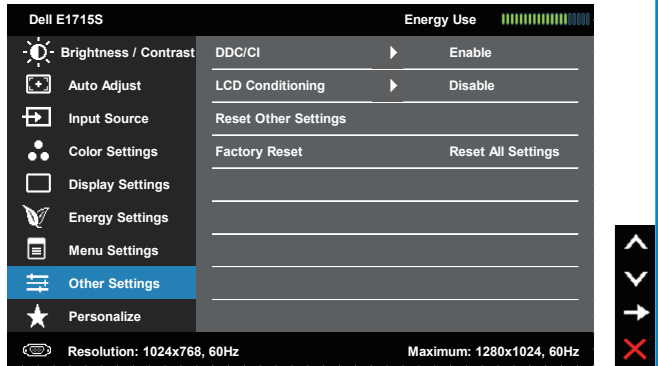 Dell E1715S Energy Use
Brightness / Contrast DDC/CI Enable
Auto Adjust LCD Conditioning Disable
Input Source Reset Other Settings
Color Settings Factory Reset Reset All Settings
Display Settings
Energy Settings
Menu Settings
Other Settings
Personalize
Resolution: 1024x768, 60Hz Maximum: 1280x1024, 60Hz